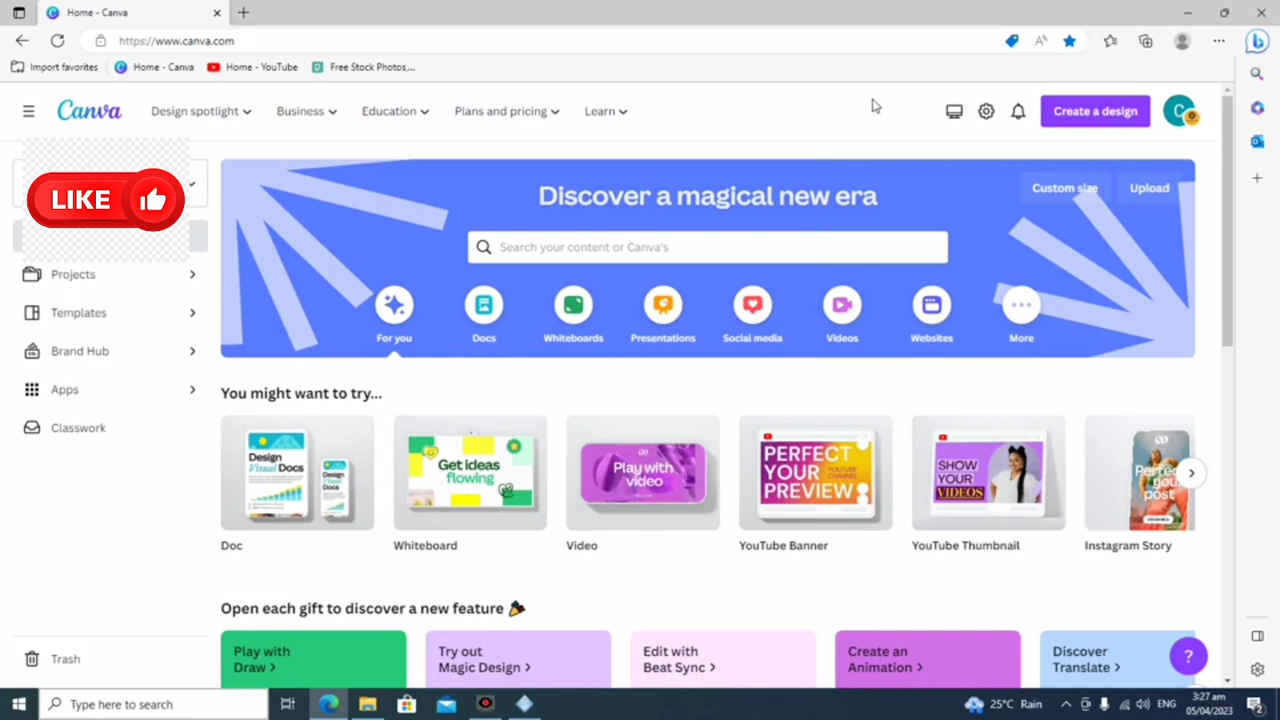 Home - Canva
https://www.canva.com
Import favorites
Home - Canva
Home - YouTube
Free Stock Photos,...
Canva
Design spotlight
Business
Education
Plans and pricing
Learn
Create a design
C
LIKE
Discover a magical new era
Custom size
Upload
Search your content or Canva's
For you
Docs
Whiteboards
Presentations
Social media
Videos
Websites
More
Projects
Templates
Brand Hub
Apps
Classwork
Trash
You might want to try...
Design
Visual Docs
Get ideas
flowing
Play with
video
PERFECT
YOUR
PREVIEW
SHOW
YOUR
VIDEOS
Perfect
your
post
Doc
Whiteboard
Video
YouTube Banner
YouTube Thumbnail
Instagram Story
Open each gift to discover a new feature
Play with
Draw >
Try out
Magic Design >
Edit with
Beat Sync >
Create an
Animation >
Discover
Translate >
?
Type here to search
25°C Rain
ENG
3:27 am
05/04/2023
2